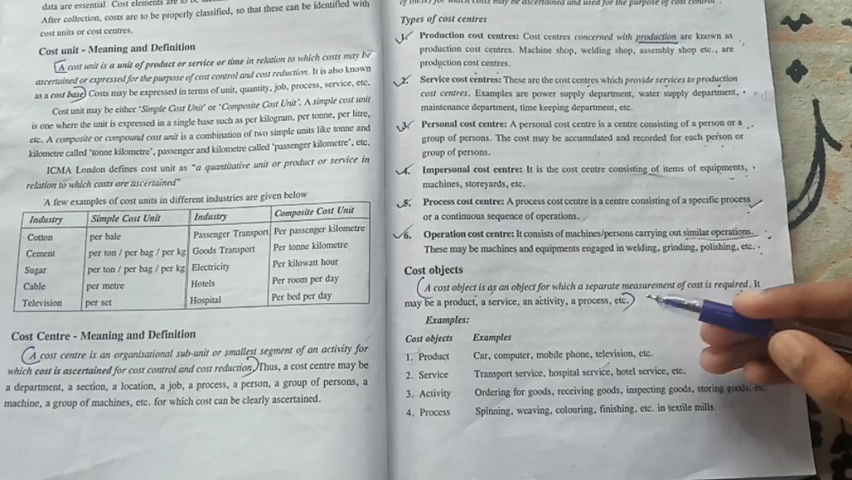 data are essential. Cost elements are to be
After collection, costs are to be properly classified, so that these can be identified with
cost units or cost centres.
Cost unit - Meaning and Definition
A cost unit is a unit of product or service or time in relation to which costs may be
ascertained or expressed for the purpose of cost control and cost reduction. It is also known
as a cost base. Costs may be expressed in terms of unit, quantity, job, process, service, etc.
Cost unit may be either 'Simple Cost Unit' or 'Composite Cost Unit'. A simple cost unit
is one where the unit is expressed in a single base such as per kilogram, per tonne, per litre,
etc. A composite or compound cost unit is a combination of two simple units like tonne and
kilometre called 'tonne kilometre', passenger and kilometre called 'passenger kilometre', etc.
ICMA London defines cost unit as "a quantitative unit or product or service in
relation to which costs are ascertained"
A few examples of cost units in different industries are given below
Industry Simple Cost Unit Industry Composite Cost Unit
Cotton per bale Passenger Transport Per passenger kilometre
Cement per ton / per bag / per kg Goods Transport Per tonne kilometre
Sugar per ton / per bag / per kg Electricity Per kilowatt hour
Cable per metre Hotels Per room per day
Television per set Hospital Per bed per day
Cost Centre - Meaning and Definition
A cost centre is an organisational sub-unit or smallest segment of an activity for
which cost is ascertained for cost control and cost reduction. Thus, a cost centre may be
a department, a section, a location, a job, a process, a person, a group of persons, a
machine, a group of machines, etc. for which cost can be clearly ascertained.
may be ascertained and used for the purpose of cost control
Types of cost centres
1. Production cost centres: Cost centres concerned with production are known as
production cost centres. Machine shop, welding shop, assembly shop etc., are
production cost centres.
2. Service cost centres: These are the cost centres which provide services to production
cost centres. Examples are power supply department, water supply department,
maintenance department, time keeping department, etc.
3. Personal cost centre: A personal cost centre is a centre consisting of a person or a
group of persons. The cost may be accumulated and recorded for each person or
group of persons.
4. Impersonal cost centre: It is the cost centre consisting of items of equipments,
machines, storeyards, etc.
5. Process cost centre: A process cost centre is a centre consisting of a specific process
or a continuous sequence of operations.
6. Operation cost centre: It consists of machines/persons carrying out similar operations.
These may be machines and equipments engaged in welding, grinding, polishing, etc.
Cost objects
A cost object is as an object for which a separate measurement of cost is required. It
may be a product, a service, an activity, a process, etc.
Examples:
Cost objects Examples
1. Product Car, computer, mobile phone, television, etc.
2. Service Transport service, hospital service, hotel service, etc.
3. Activity Ordering for goods, receiving goods, inspecting goods, storing goods, etc.
4. Process Spinning, weaving, colouring, finishing, etc. in textile mills.